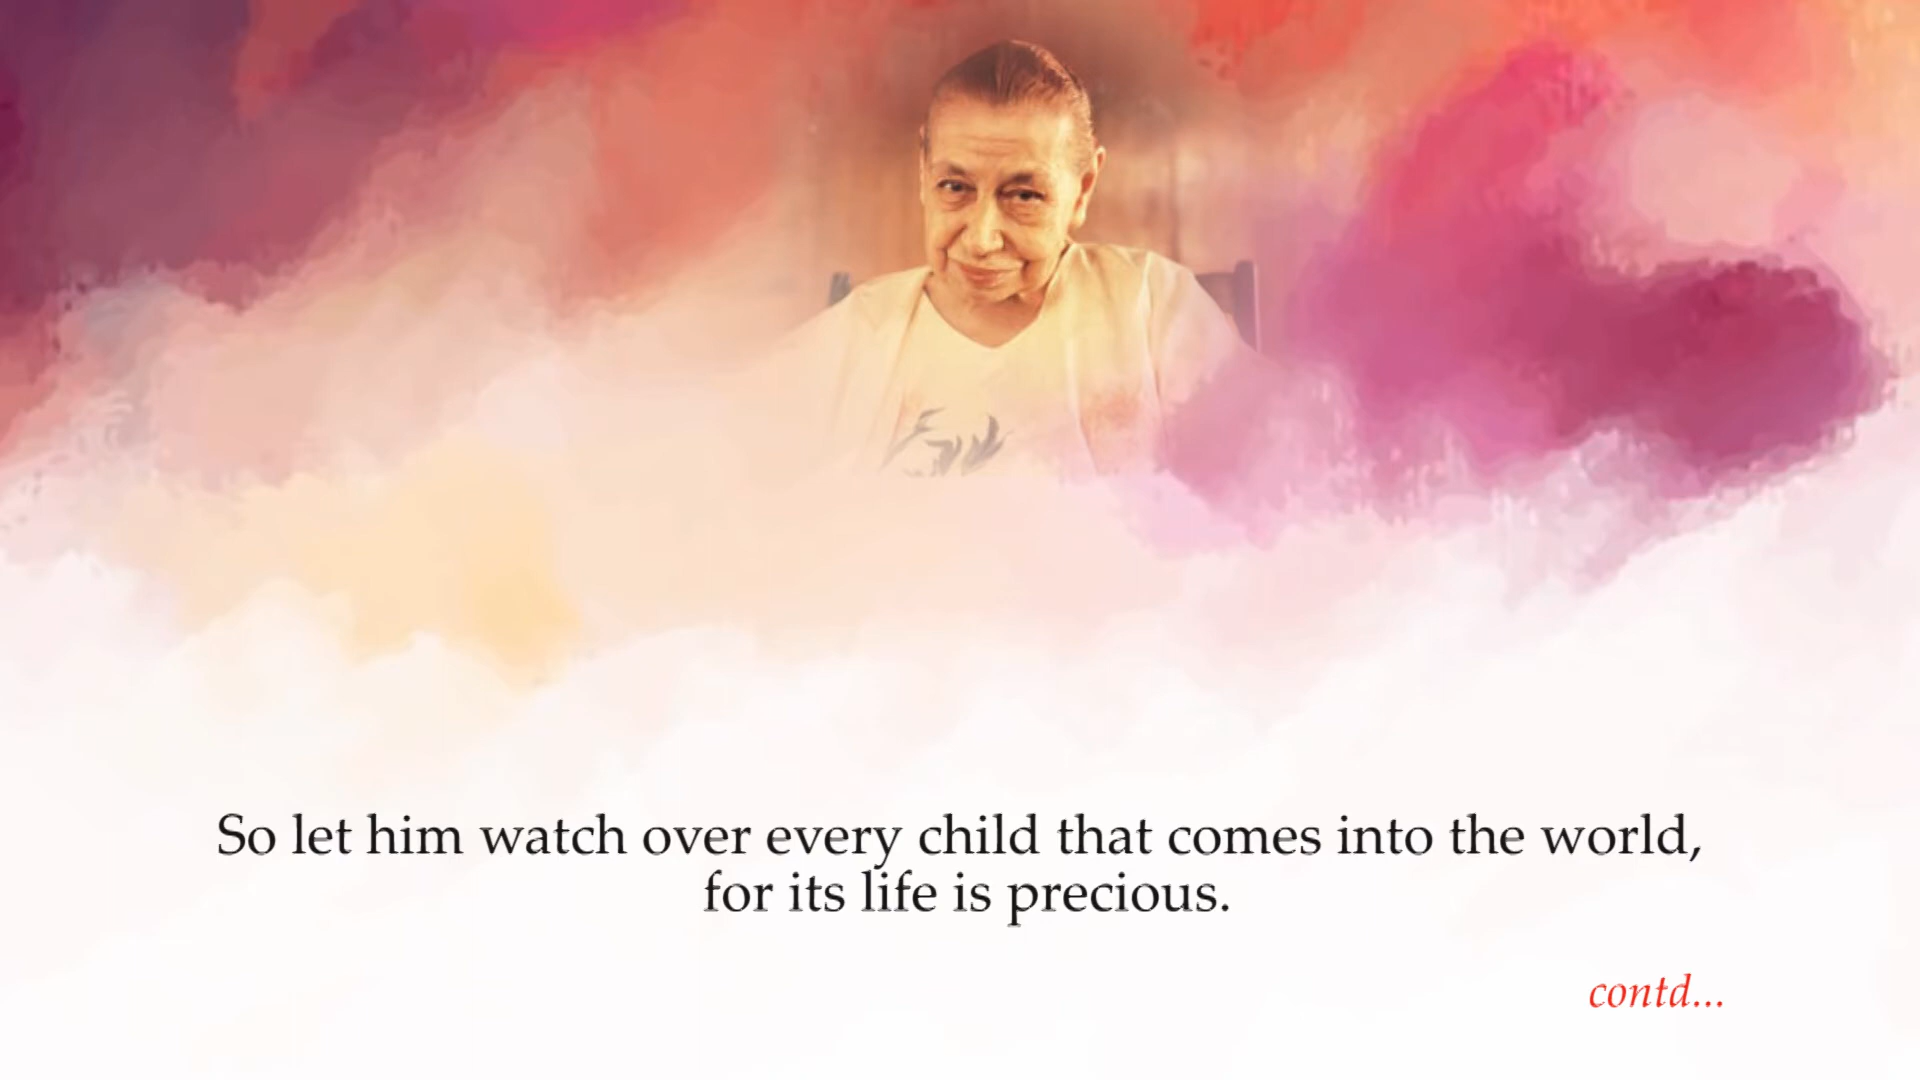 So let him watch over every child that comes into the world,
for its life is precious.
contd...